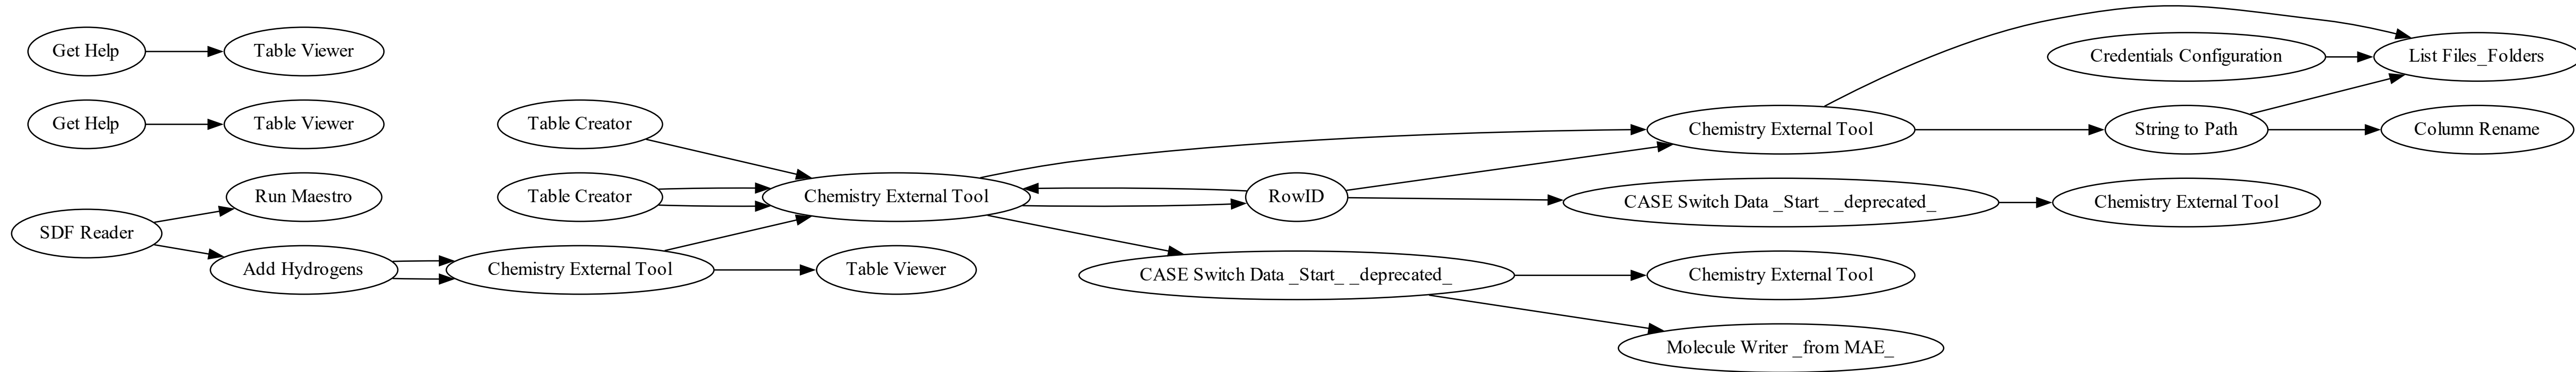 Get Help
Table Viewer
Credentials Configuration
List Files_Folders
Get Help
Table Viewer
Table Creator
Chemistry External Tool
String to Path
Column Rename
Run Maestro
Table Creator
Chemistry External Tool
RowID
CASE Switch Data _Start_ _deprecated_
Chemistry External Tool
SDF Reader
Add Hydrogens
Chemistry External Tool
Table Viewer
CASE Switch Data _Start_ _deprecated_
Chemistry External Tool
Molecule Writer _from MAE_